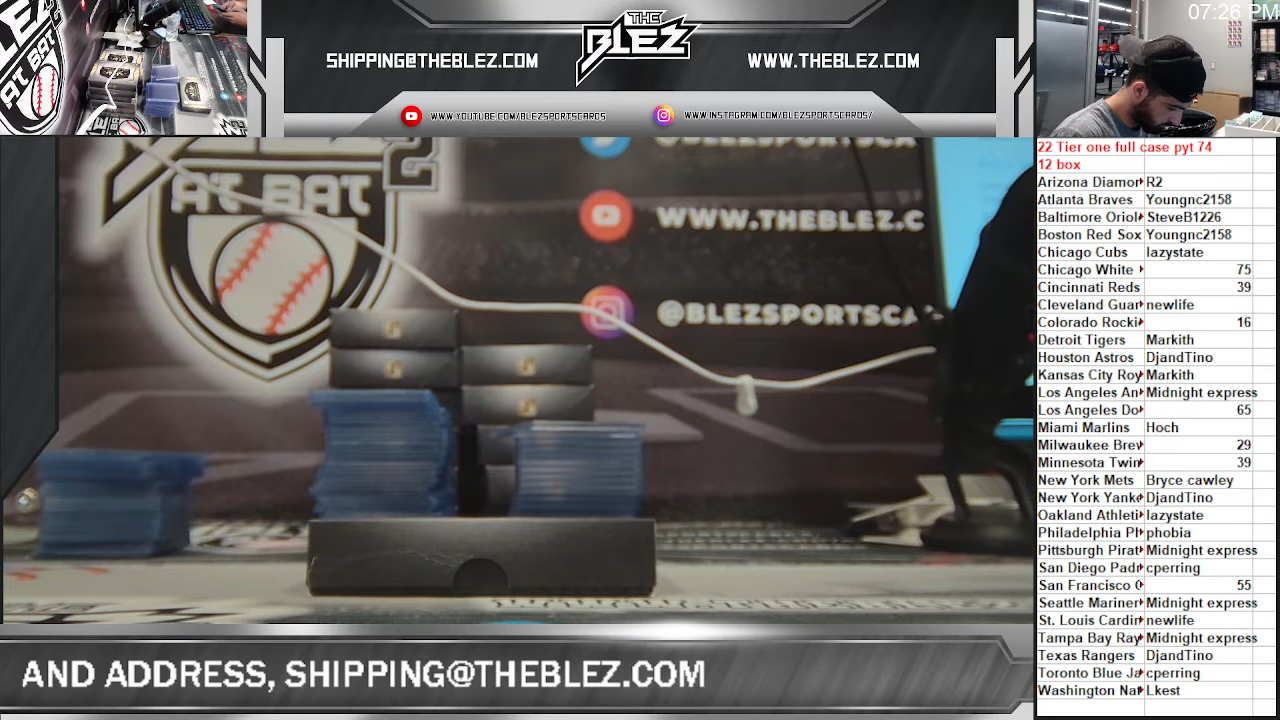 07:26 PM
THE
BLEZ
SHIPPING@THEBLEZ.COM
WWW.THEBLEZ.COM
WWW.YOUTUBE.COM/BLEZSPORTSCARDS
WWW.INSTAGRAM.COM/BLEZSPORTSCARDS/
AT BAT
2
WWW.THEBLEZ.C
@BLEZSPORTSCA
22 Tier one full case pyt 74
12 box
Arizona Diamor R2
Atlanta Braves Youngnc2158
Baltimore Oriol SteveB1226
Boston Red Sox Youngnc2158
Chicago Cubs lazystate
Chicago White 75
Cincinnati Reds 39
Cleveland Guar newlife
Colorado Rocki 16
Detroit Tigers Markith
Houston Astros DjandTino
Kansas City Roy Markith
Los Angeles An Midnight express
Los Angeles Do 65
Miami Marlins Hoch
Milwaukee Brev 29
Minnesota Twin 39
New York Mets Bryce cawley
New York Yanke DjandTino
Oakland Athleti lazystate
Philadelphia Ph phobia
Pittsburgh Pirat Midnight express
San Diego Padr cperring
San Francisco G 55
Seattle Mariner Midnight express
St. Louis Cardin newlife
Tampa Bay Ray Midnight express
Texas Rangers DjandTino
Toronto Blue Ja cperring
Washington Nat Lkest
AND ADDRESS, SHIPPING@THEBLEZ.COM